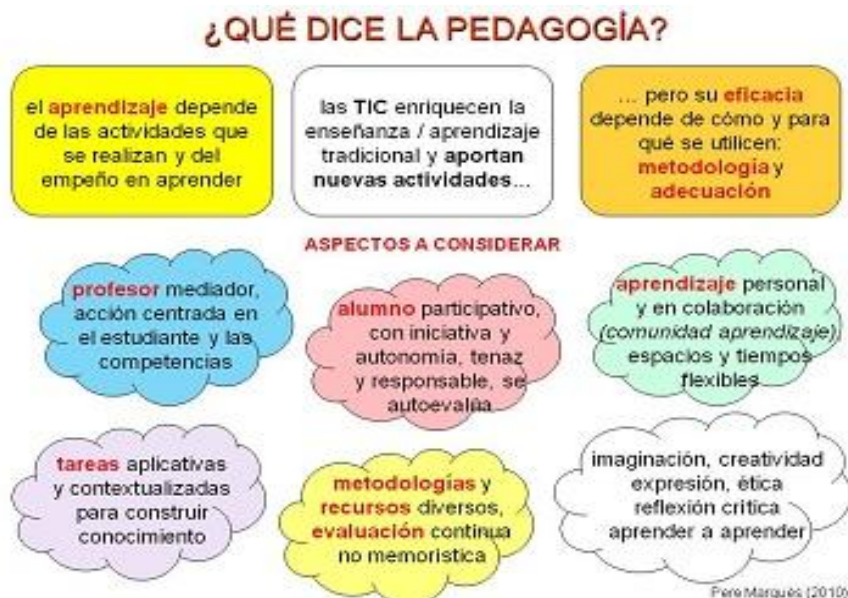 ¿QUÉ DICE LA PEDAGOGÍA?
el aprendizaje depende
de las actividades que
se realizan y del
empeño en aprender
las TIC enriquecen la
enseñanza / aprendizaje
tradicional y aportan
nuevas actividades...
... pero su eficacia
depende de cómo y para
qué se utilicen:
metodología y
adecuación
ASPECTOS A CONSIDERAR
profesor mediador,
acción centrada en
el estudiante y las
competencias
alumno participativo,
con iniciativa y
autonomía, tenaz
y responsable, se
autoevalúa
aprendizaje personal
y en colaboración
(comunidad aprendizaje),
espacios y tiempos
flexibles
tareas aplicativas
y contextualizadas
para construir
conocimiento
metodologías y
recursos diversos,
evaluación continua
no memorística
imaginación, creatividad
expresión, ética
reflexión crítica
aprender a aprender
Pere Marquès (2010)